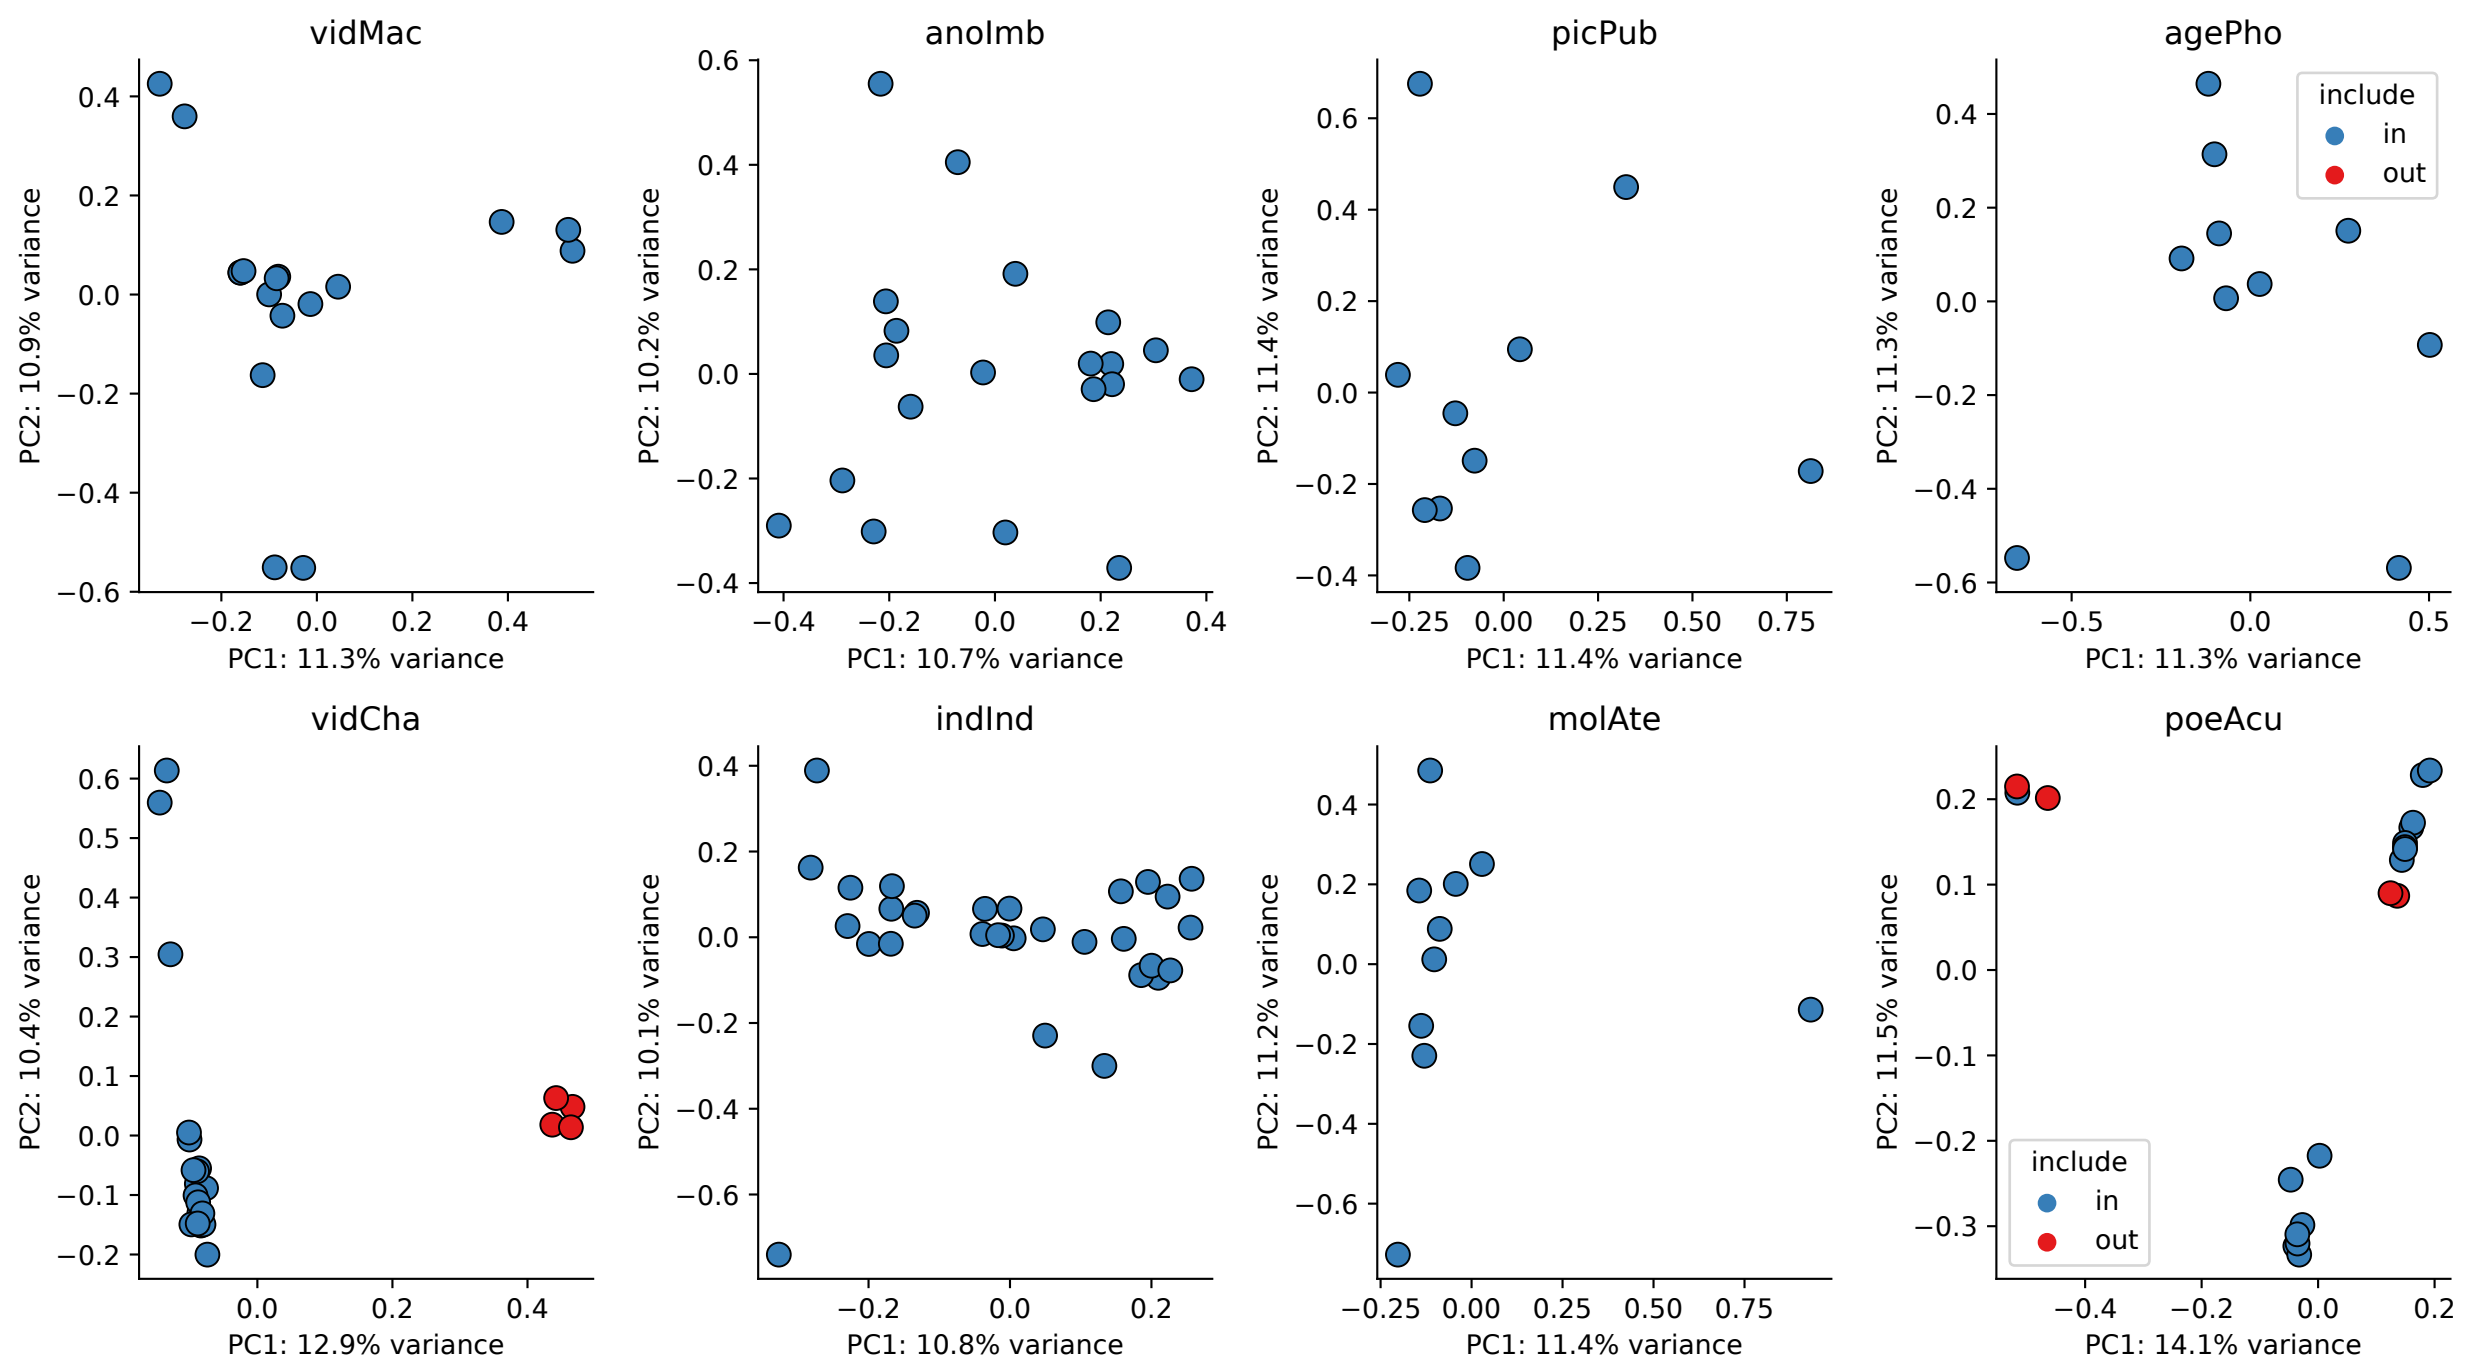 vidMac
0.4
0.2
0.0
−0.2
−0.4
−0.6
PC2: 10.9% variance
−0.2 0.0 0.2 0.4
PC1: 11.3% variance
anoImb
0.6
0.4
0.2
0.0
−0.2
−0.4
PC2: 10.2% variance
−0.4 −0.2 0.0 0.2 0.4
PC1: 10.7% variance
picPub
0.6
0.4
0.2
0.0
−0.2
−0.4
PC2: 11.4% variance
−0.25 0.00 0.25 0.50 0.75
PC1: 11.4% variance
agePho
include
in
out
0.4
0.2
0.0
−0.2
−0.4
−0.6
PC2: 11.3% variance
−0.5 0.0 0.5
PC1: 11.3% variance
vidCha
0.6
0.5
0.4
0.3
0.2
0.1
0.0
−0.1
−0.2
PC2: 10.4% variance
0.0 0.2 0.4
PC1: 12.9% variance
indInd
0.4
0.2
0.0
−0.2
−0.4
−0.6
PC2: 10.1% variance
−0.2 0.0 0.2
PC1: 10.8% variance
molAte
0.4
0.2
0.0
−0.2
−0.4
−0.6
PC2: 11.2% variance
−0.25 0.00 0.25 0.50 0.75
PC1: 11.4% variance
poeAcu
0.2
0.1
0.0
−0.1
−0.2
−0.3
PC2: 11.5% variance
include
in
out
−0.4 −0.2 0.0 0.2
PC1: 14.1% variance